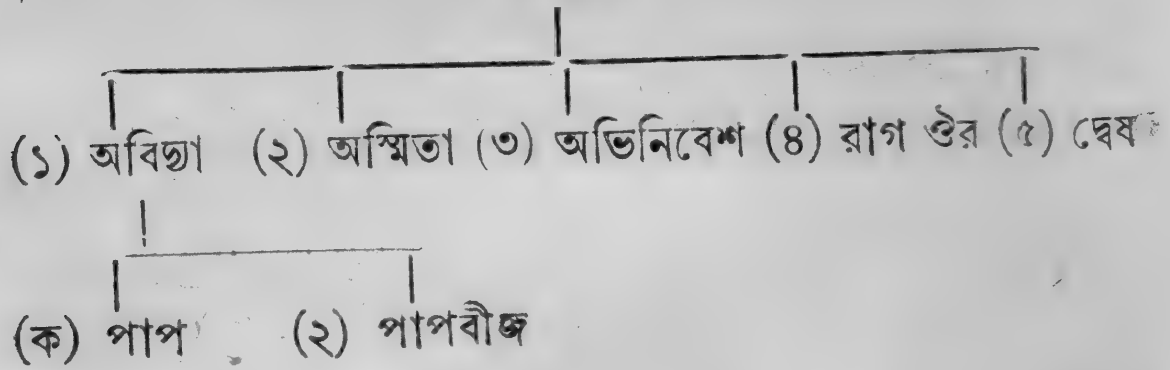 (১) অবিদ্যা (২) অস্মিতা (৩) অভিনিবেশ (৪) রাগ ঔর (৫) দ্বেষ
(ক) পাপ (২) পাপবীজ